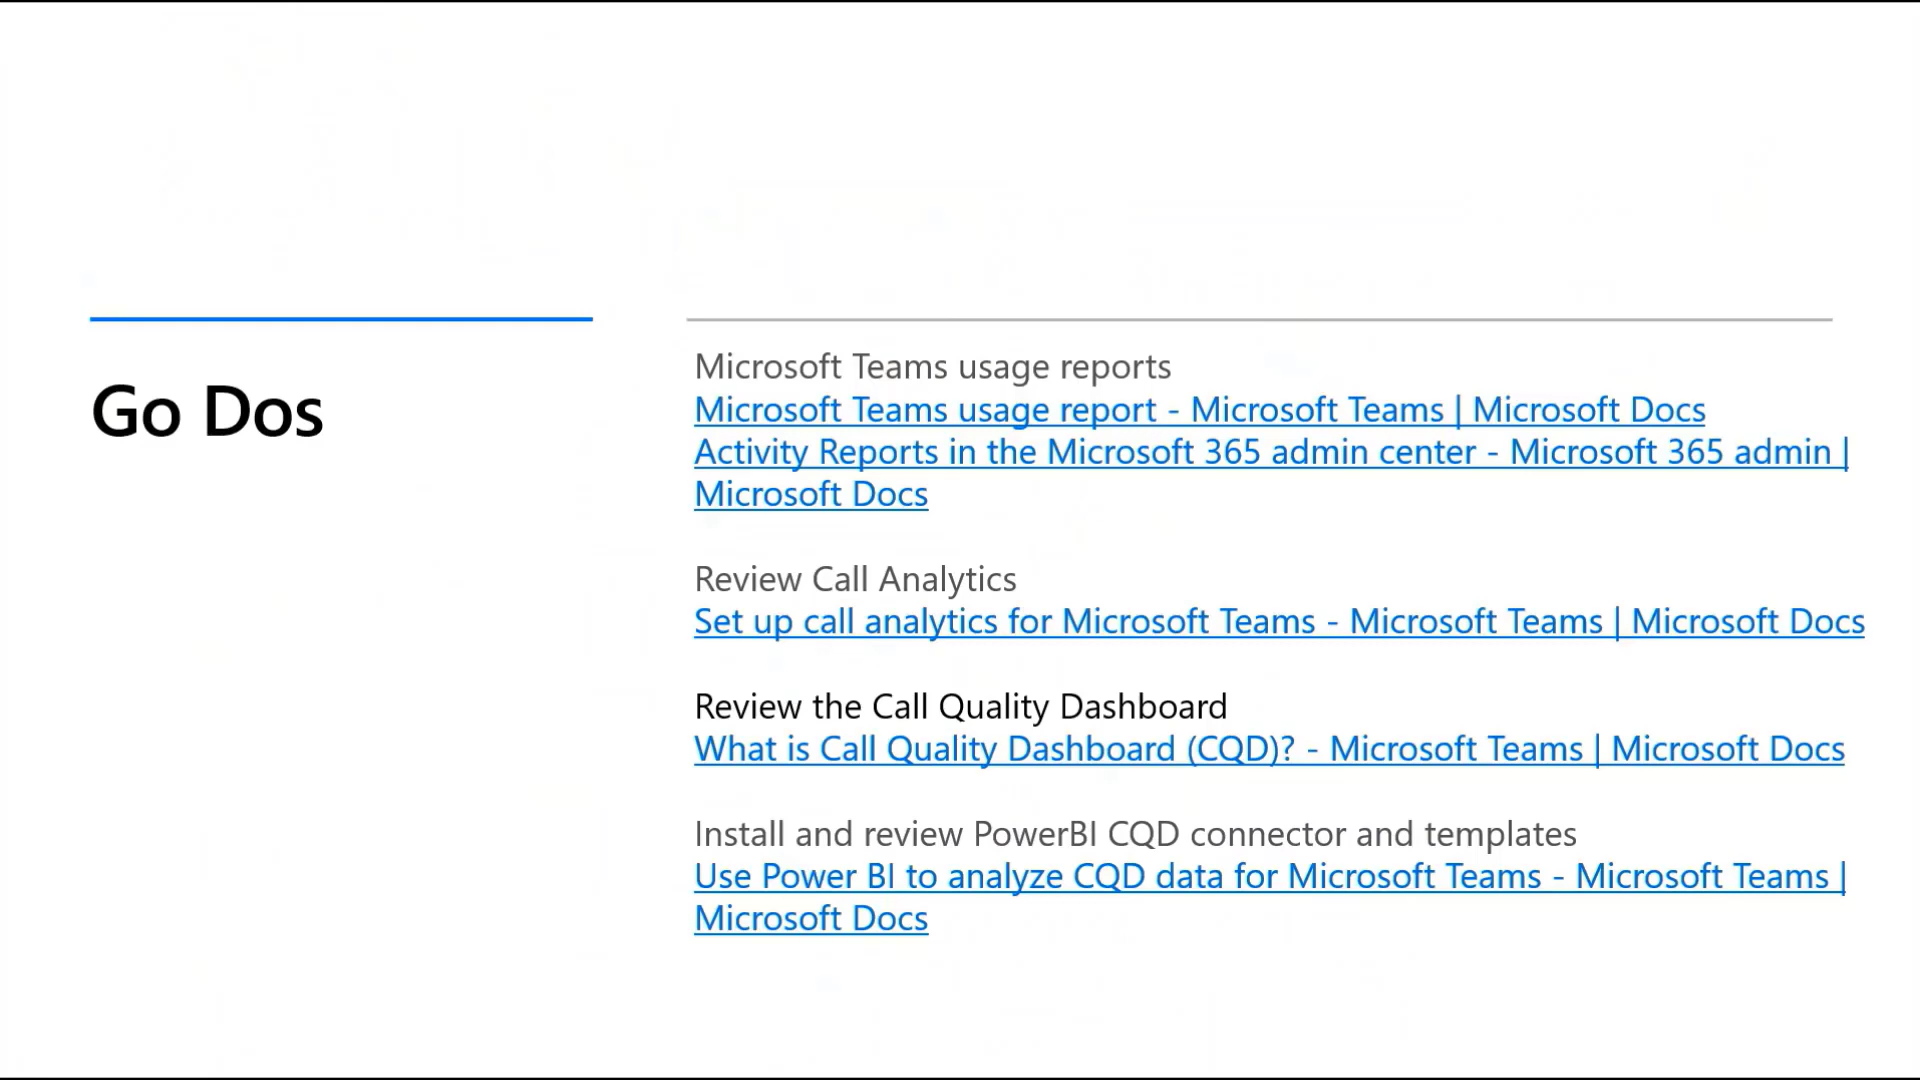 Go Dos
Microsoft Teams usage reports
Microsoft Teams usage report - Microsoft Teams | Microsoft Docs
Activity Reports in the Microsoft 365 admin center - Microsoft 365 admin |
Microsoft Docs
Review Call Analytics
Set up call analytics for Microsoft Teams - Microsoft Teams | Microsoft Docs
Review the Call Quality Dashboard
What is Call Quality Dashboard (CQD)? - Microsoft Teams | Microsoft Docs
Install and review PowerBI CQD connector and templates
Use Power BI to analyze CQD data for Microsoft Teams - Microsoft Teams |
Microsoft Docs